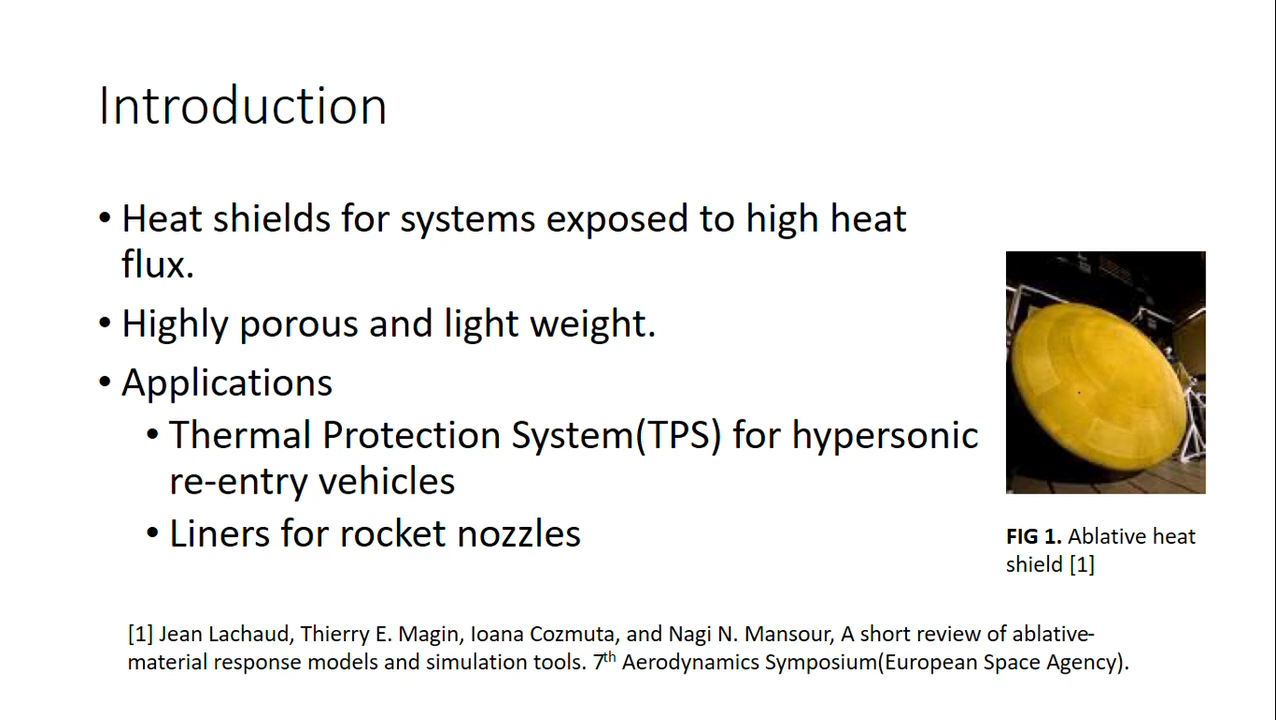 Introduction
• Heat shields for systems exposed to high heat
flux.
• Highly porous and light weight.
• Applications
• Thermal Protection System(TPS) for hypersonic
re-entry vehicles
• Liners for rocket nozzles
FIG 1. Ablative heat
shield [1]
[1] Jean Lachaud, Thierry E. Magin, Ioana Cozmuta, and Nagi N. Mansour, A short review of ablative-
material response models and simulation tools. 7th Aerodynamics Symposium(European Space Agency).